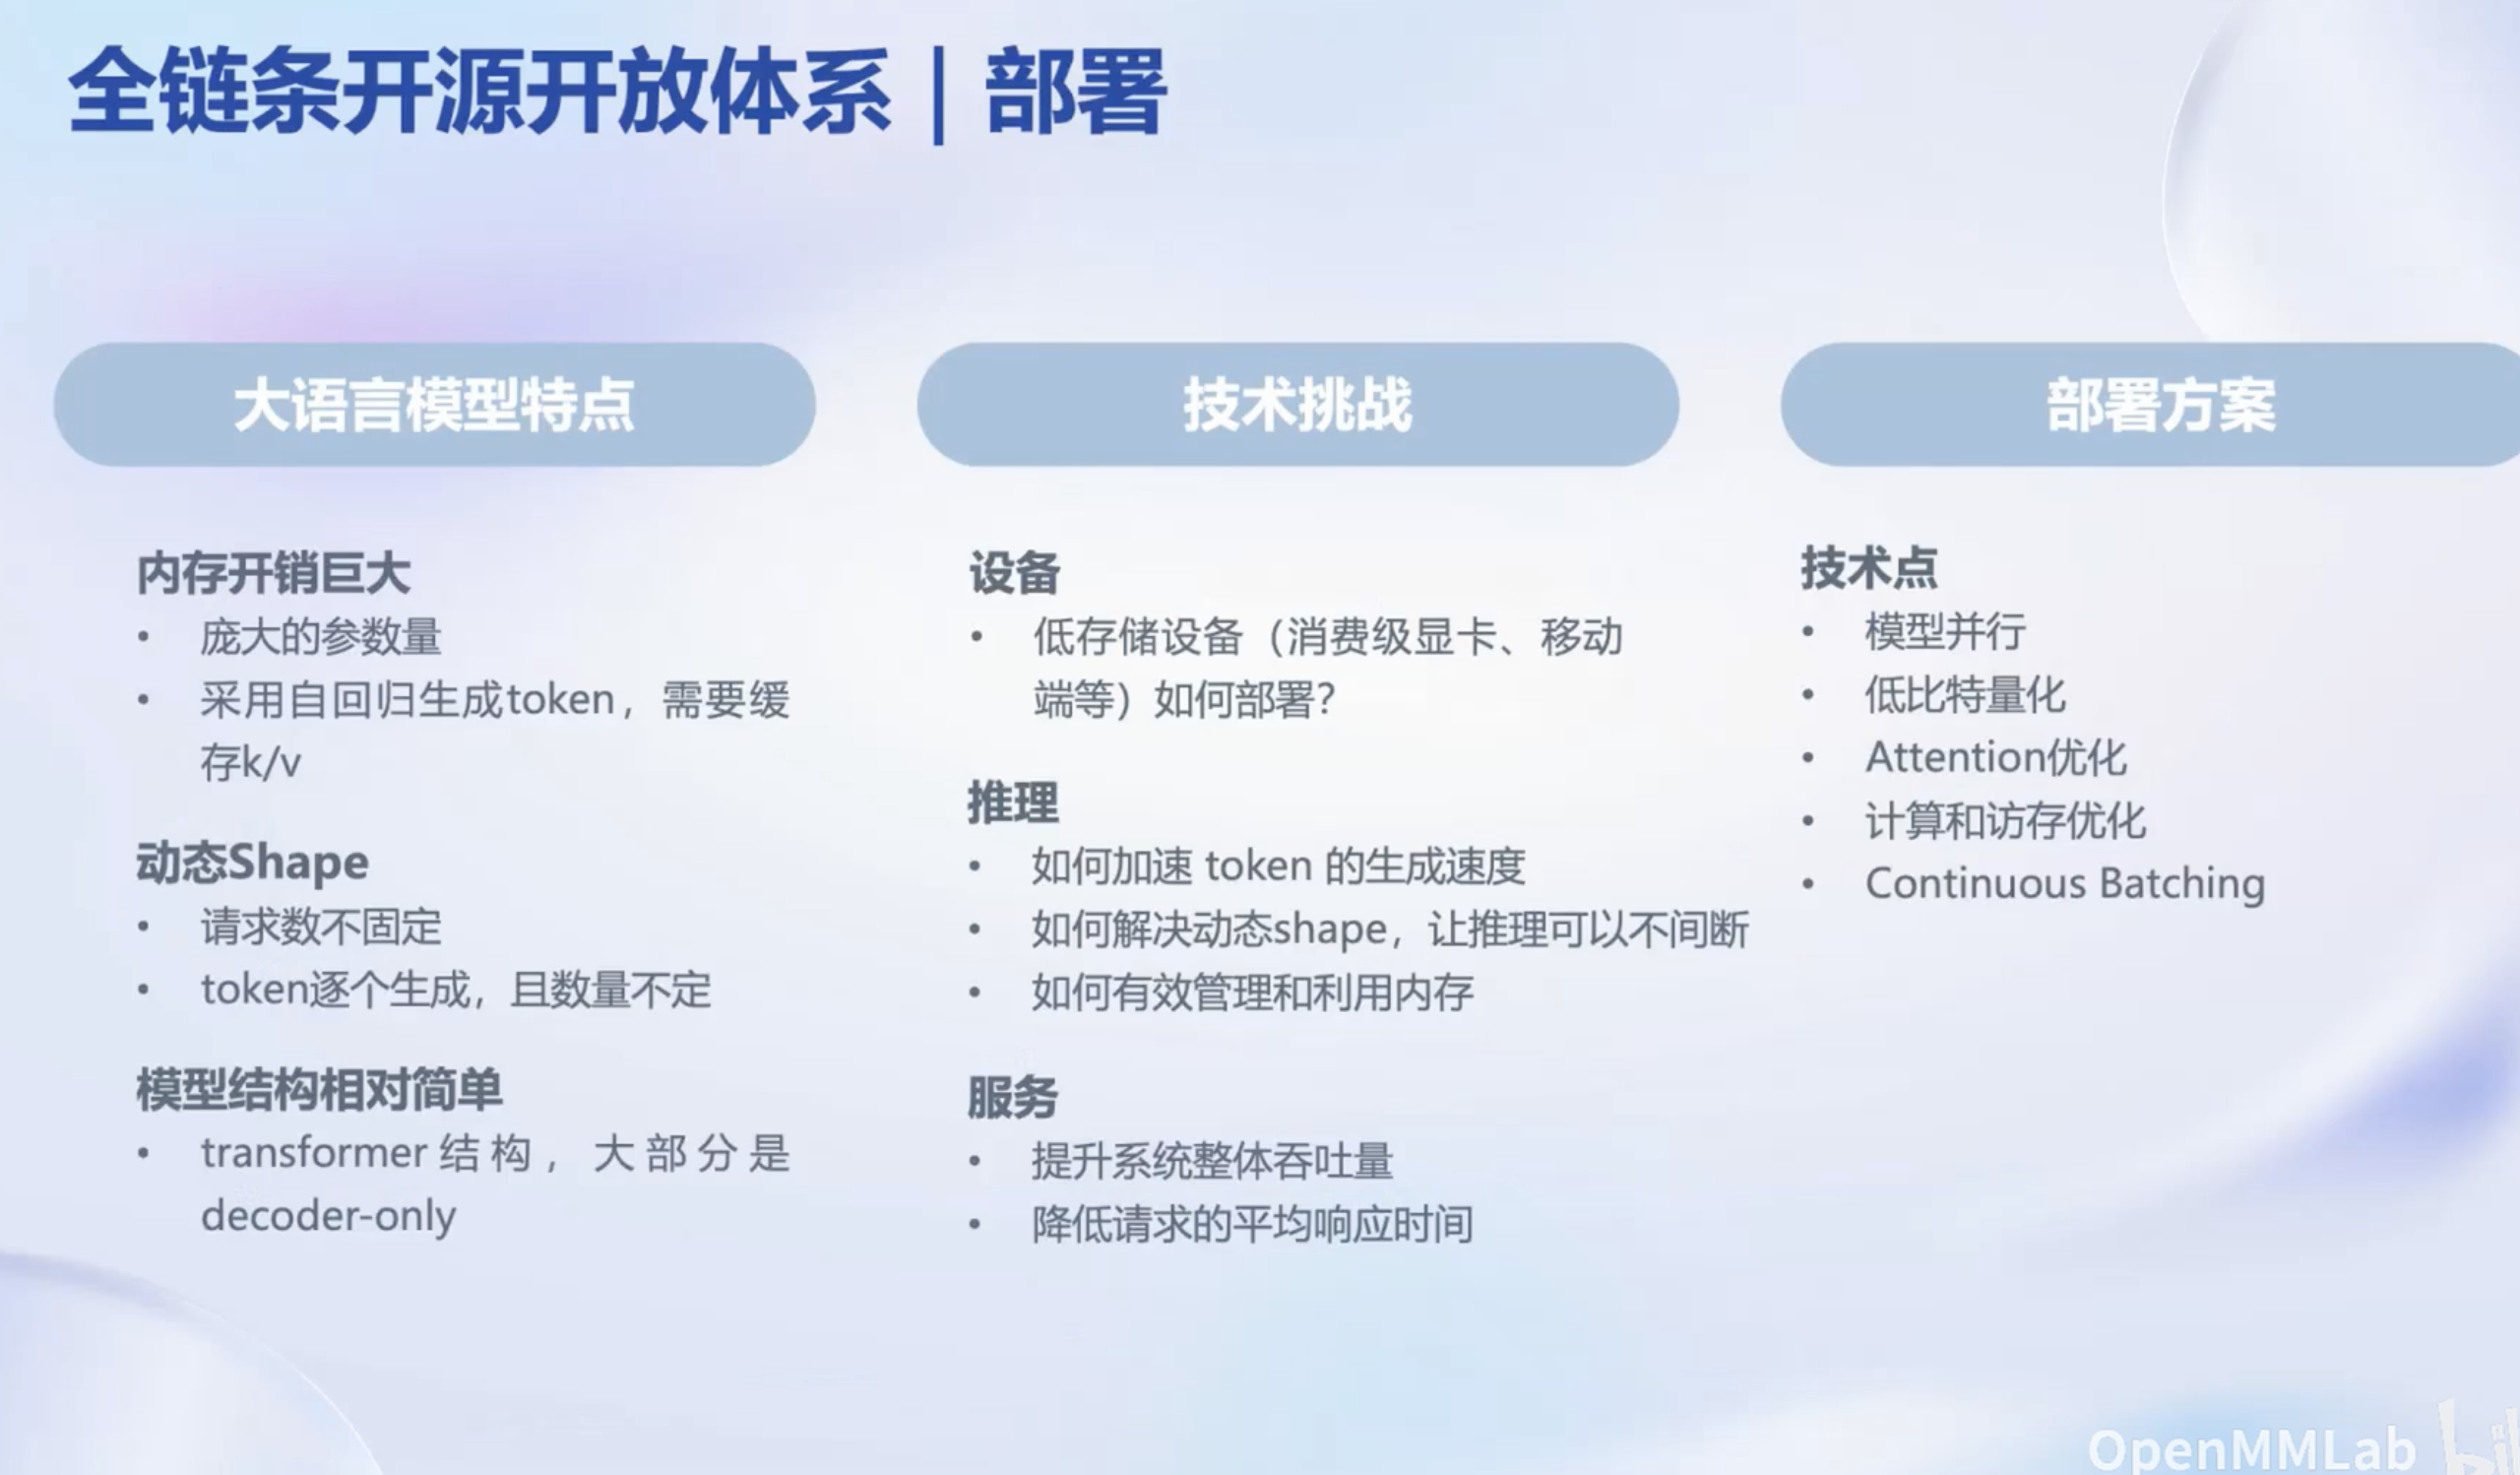 全链条开源开放体系 | 部署
大语言模型特点
内存开销巨大
• 庞大的参数量
• 采用自回归生成token，需要缓
存k/v
动态Shape
• 请求数不固定
• token逐个生成，且数量不定
模型结构相对简单
• transformer 结构，大部分是
decoder-only
技术挑战
设备
• 低存储设备（消费级显卡、移动
端等）如何部署？
推理
• 如何加速 token 的生成速度
• 如何解决动态shape，让推理可以不间断
• 如何有效管理和利用内存
服务
• 提升系统整体吞吐量
• 降低请求的平均响应时间
部署方案
技术点
• 模型并行
• 低比特量化
• Attention优化
• 计算和访存优化
• Continuous Batching
OpenMMLab